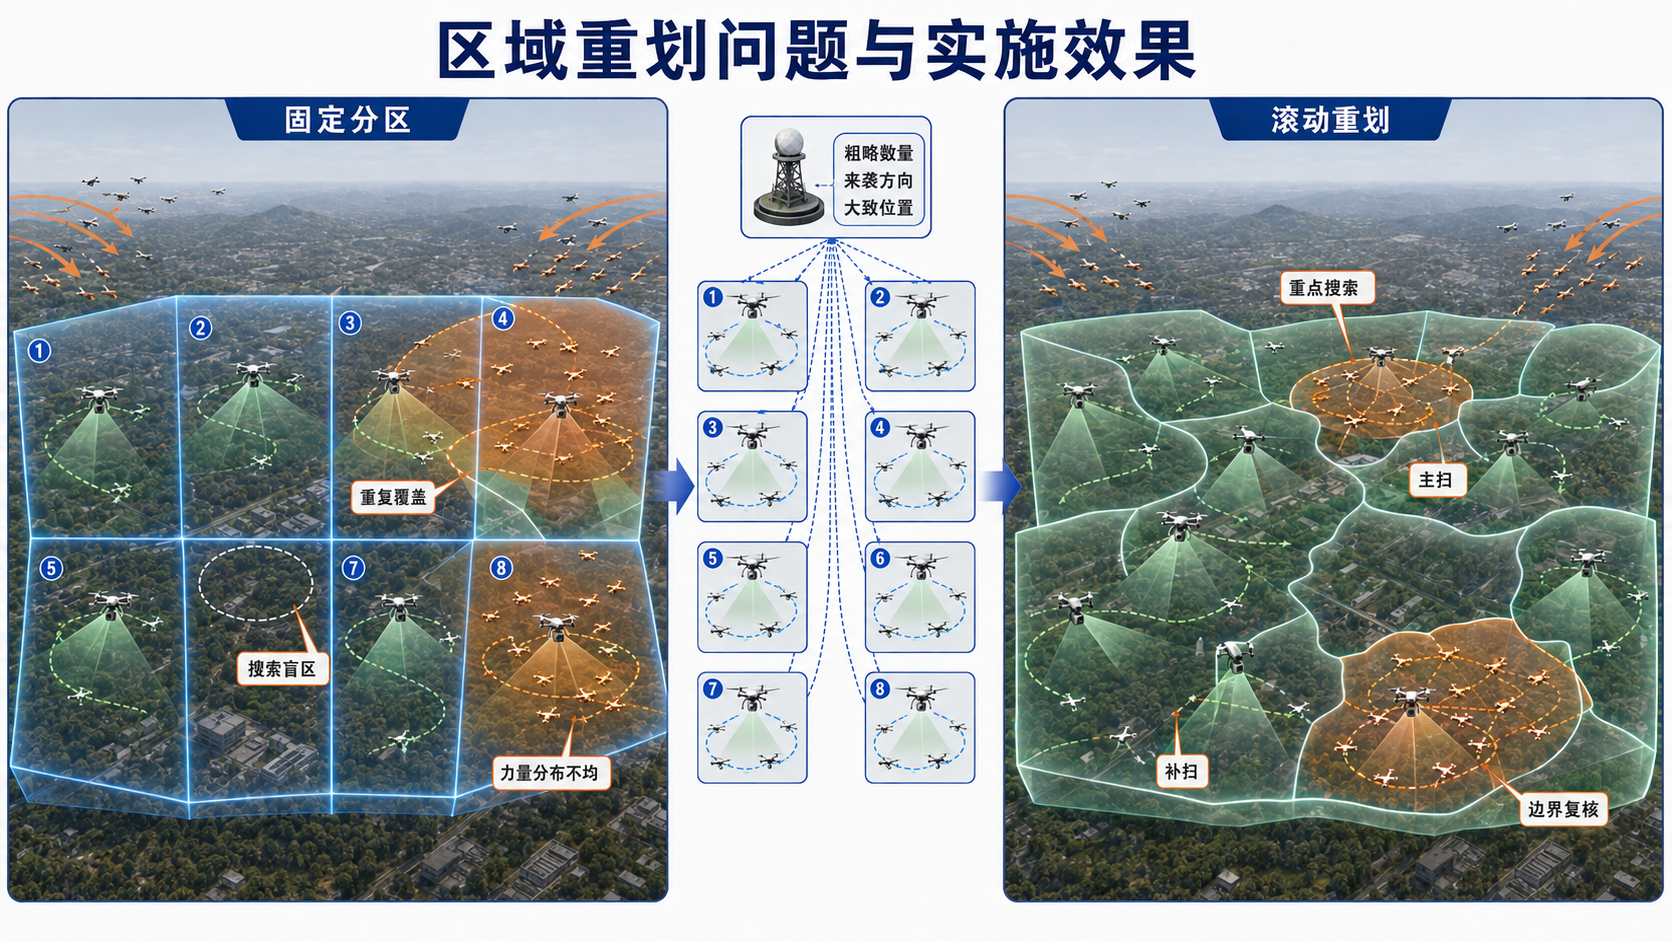 区域重划问题与实施效果
固定分区
1
2
3
4
重复覆盖
5
7
8
搜索盲区
力量分布不均
粗略数量
来袭方向
大致位置
1
2
3
4
5
6
7
8
滚动重划
重点搜索
主扫
补扫
边界复核